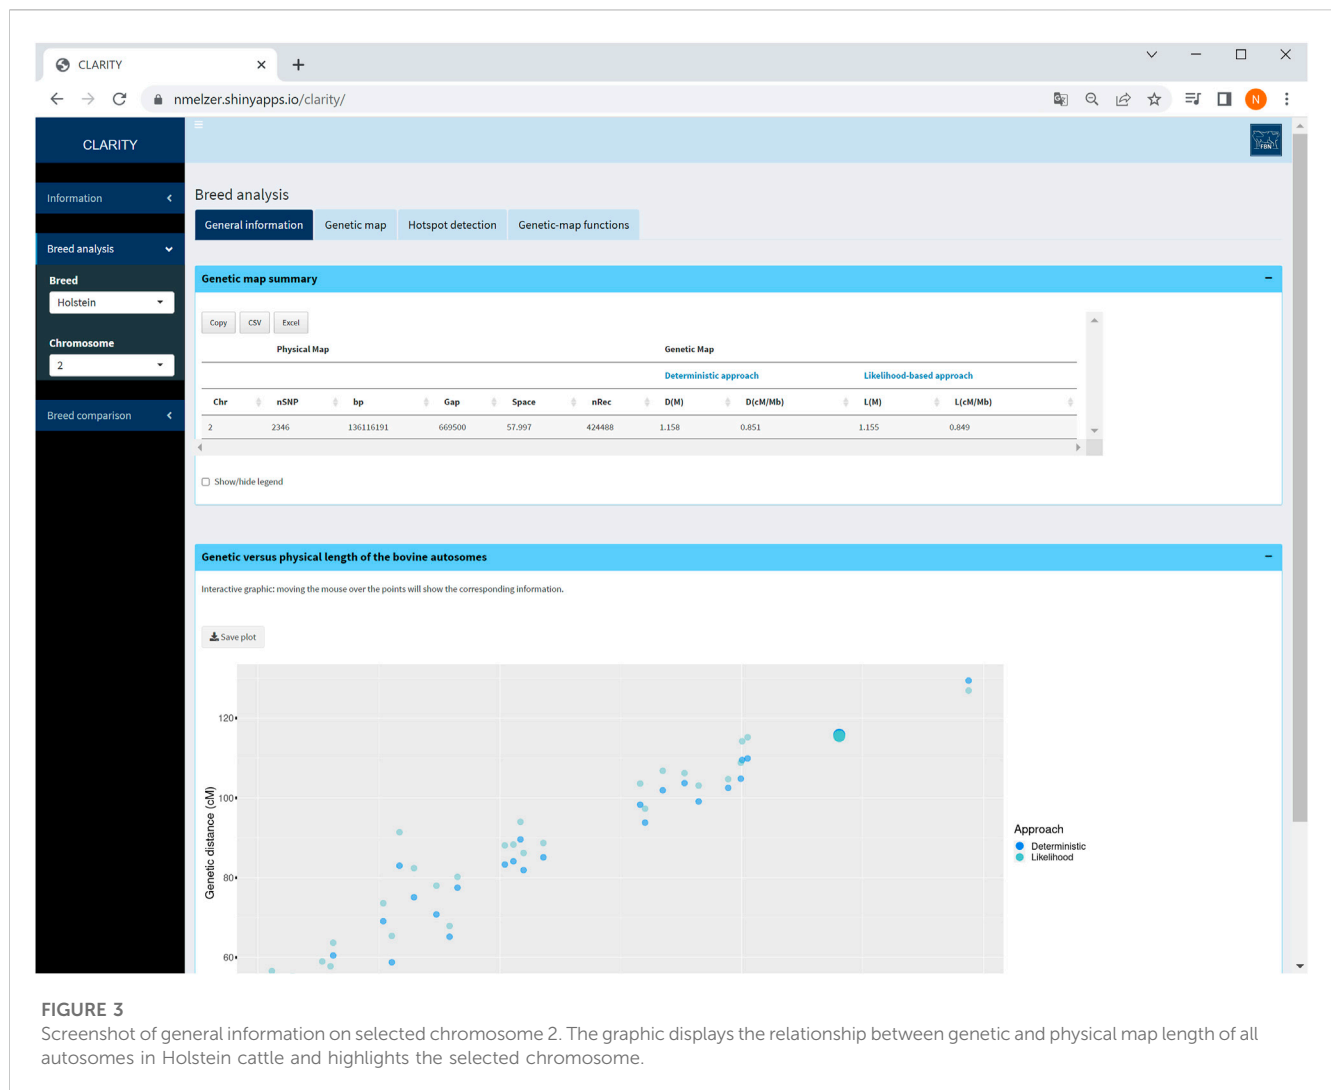 CLARITY
nmelzer.shinyapps.io/clarity/
N
CLARITY
FBN
Information
Breed analysis
Breed
Holstein
Chromosome
2
Breed comparison
Breed analysis
General information Genetic map Hotspot detection Genetic-map functions
Genetic map summary
Copy CSV Excel
Physical Map Genetic Map
Deterministic approach Likelihood-based approach
Chr nSNP bp Gap Space nRec D(M) D(cM/Mb) L(M) L(cM/Mb)
2 2346 136116191 669500 57.997 424488 1.158 0.851 1.155 0.849
Show/hide legend
Genetic versus physical length of the bovine autosomes
Interactive graphic: moving the mouse over the points will show the corresponding information.
Save plot
Genetic distance (cM)
120
100
80
60
Approach
Deterministic
Likelihood
FIGURE 3
Screenshot of general information on selected chromosome 2. The graphic displays the relationship between genetic and physical map length of all
autosomes in Holstein cattle and highlights the selected chromosome.